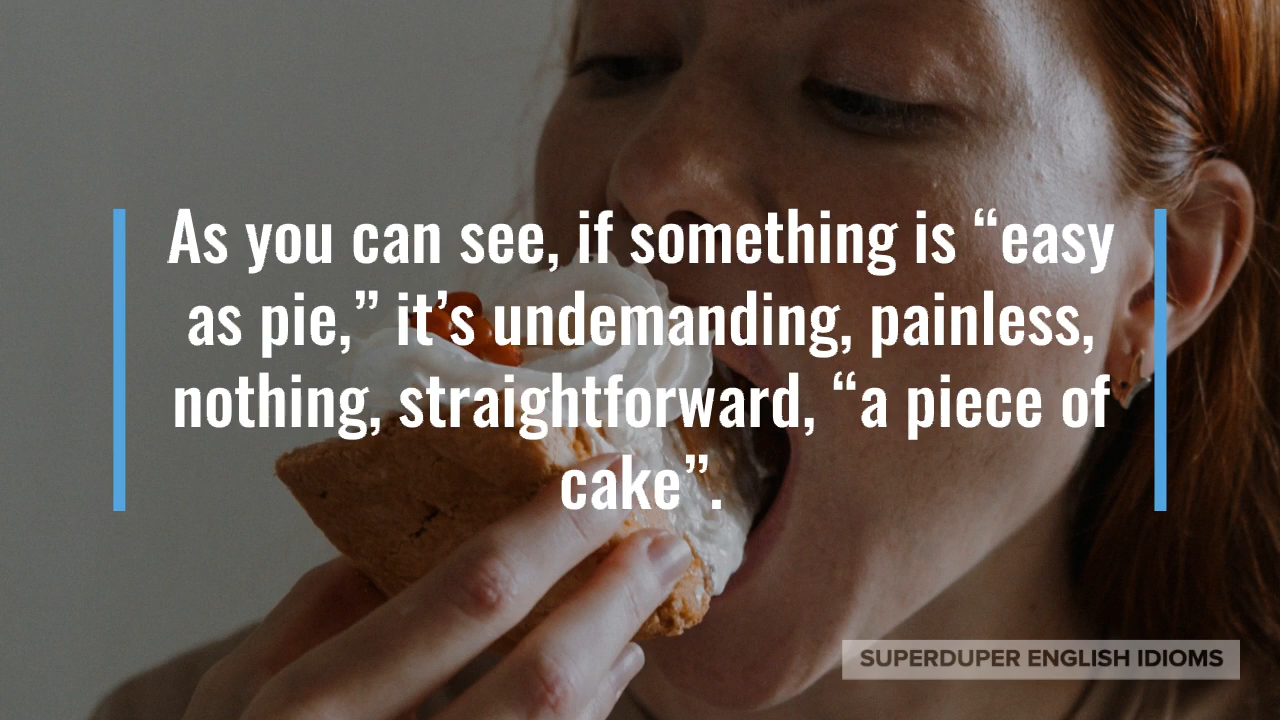 As you can see, if something is “easy
as pie,” it’s undemanding, painless,
nothing, straightforward, “a piece of
cake”.
SUPERDUPER ENGLISH IDIOMS